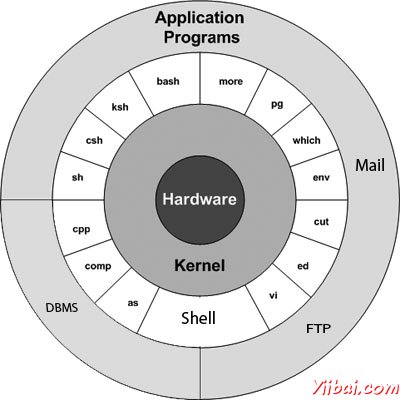 Application
Programs
bash
more
ksh
pg
csh
which
sh
env
Mail
Hardware
cpp
cut
comp
ed
Kernel
as
vi
Shell
DBMS
FTP
Yiibai.com